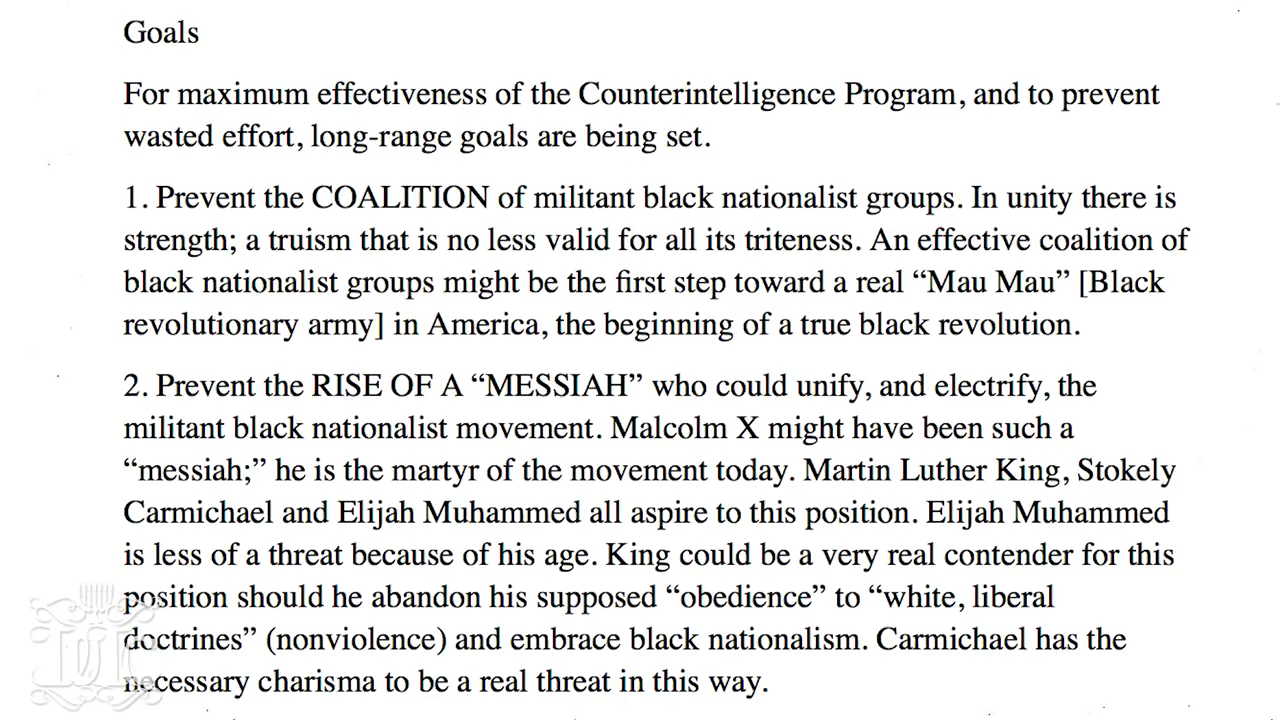 Goals
For maximum effectiveness of the Counterintelligence Program, and to prevent
wasted effort, long-range goals are being set.
1. Prevent the COALITION of militant black nationalist groups. In unity there is
strength; a truism that is no less valid for all its triteness. An effective coalition of
black nationalist groups might be the first step toward a real “Mau Mau” [Black
revolutionary army] in America, the beginning of a true black revolution.
2. Prevent the RISE OF A “MESSIAH” who could unify, and electrify, the
militant black nationalist movement. Malcolm X might have been such a
“messiah;” he is the martyr of the movement today. Martin Luther King, Stokely
Carmichael and Elijah Muhammed all aspire to this position. Elijah Muhammed
is less of a threat because of his age. King could be a very real contender for this
position should he abandon his supposed “obedience” to “white, liberal
doctrines” (nonviolence) and embrace black nationalism. Carmichael has the
necessary charisma to be a real threat in this way.